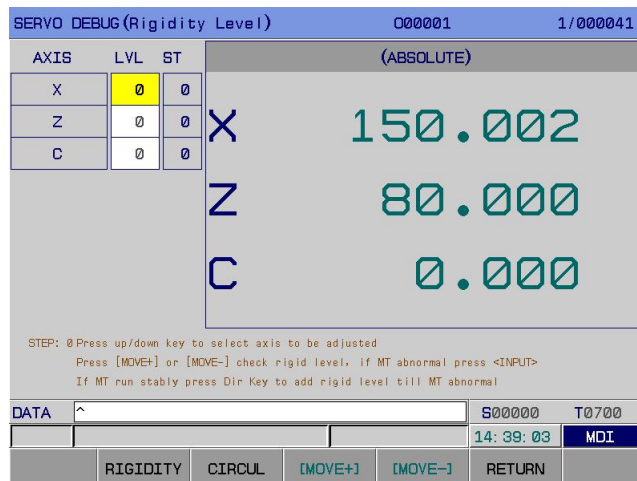 SERVO DEBUG(Rigidity Level) O00001 1/000041
AXIS LVL ST (ABSOLUTE)
X 0 0
Z 0 0
C 0 0
X 150.002
Z 80.000
C 0.000
STEP: 0 Press up/down key to select axis to be adjusted
Press [MOVE+] or [MOVE-] check rigid level, if MT abnormal press <INPUT>
If MT run stably press Dir Key to add rigid level till MT abnormal
DATA ^ S00000 T0700
14:39:03 MDI
RIGIDITY CIRCUL [MOVE+] [MOVE-] RETURN